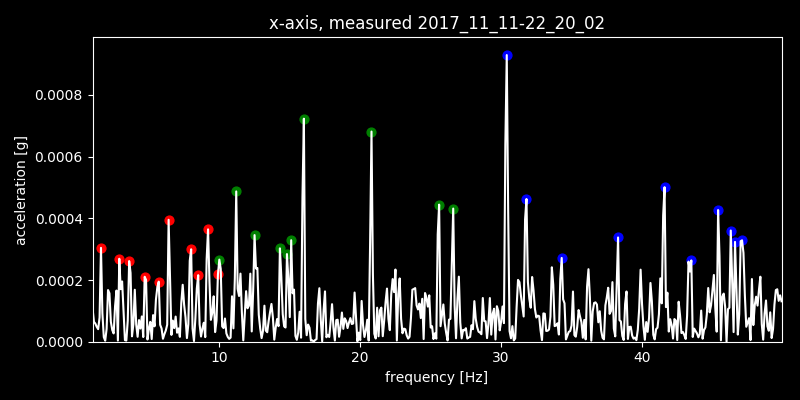 x-axis, measured 2017_11_11-22_20_02
acceleration [g]
0.0008
0.0006
0.0004
0.0002
0.0000
10 20 30 40
frequency [Hz]